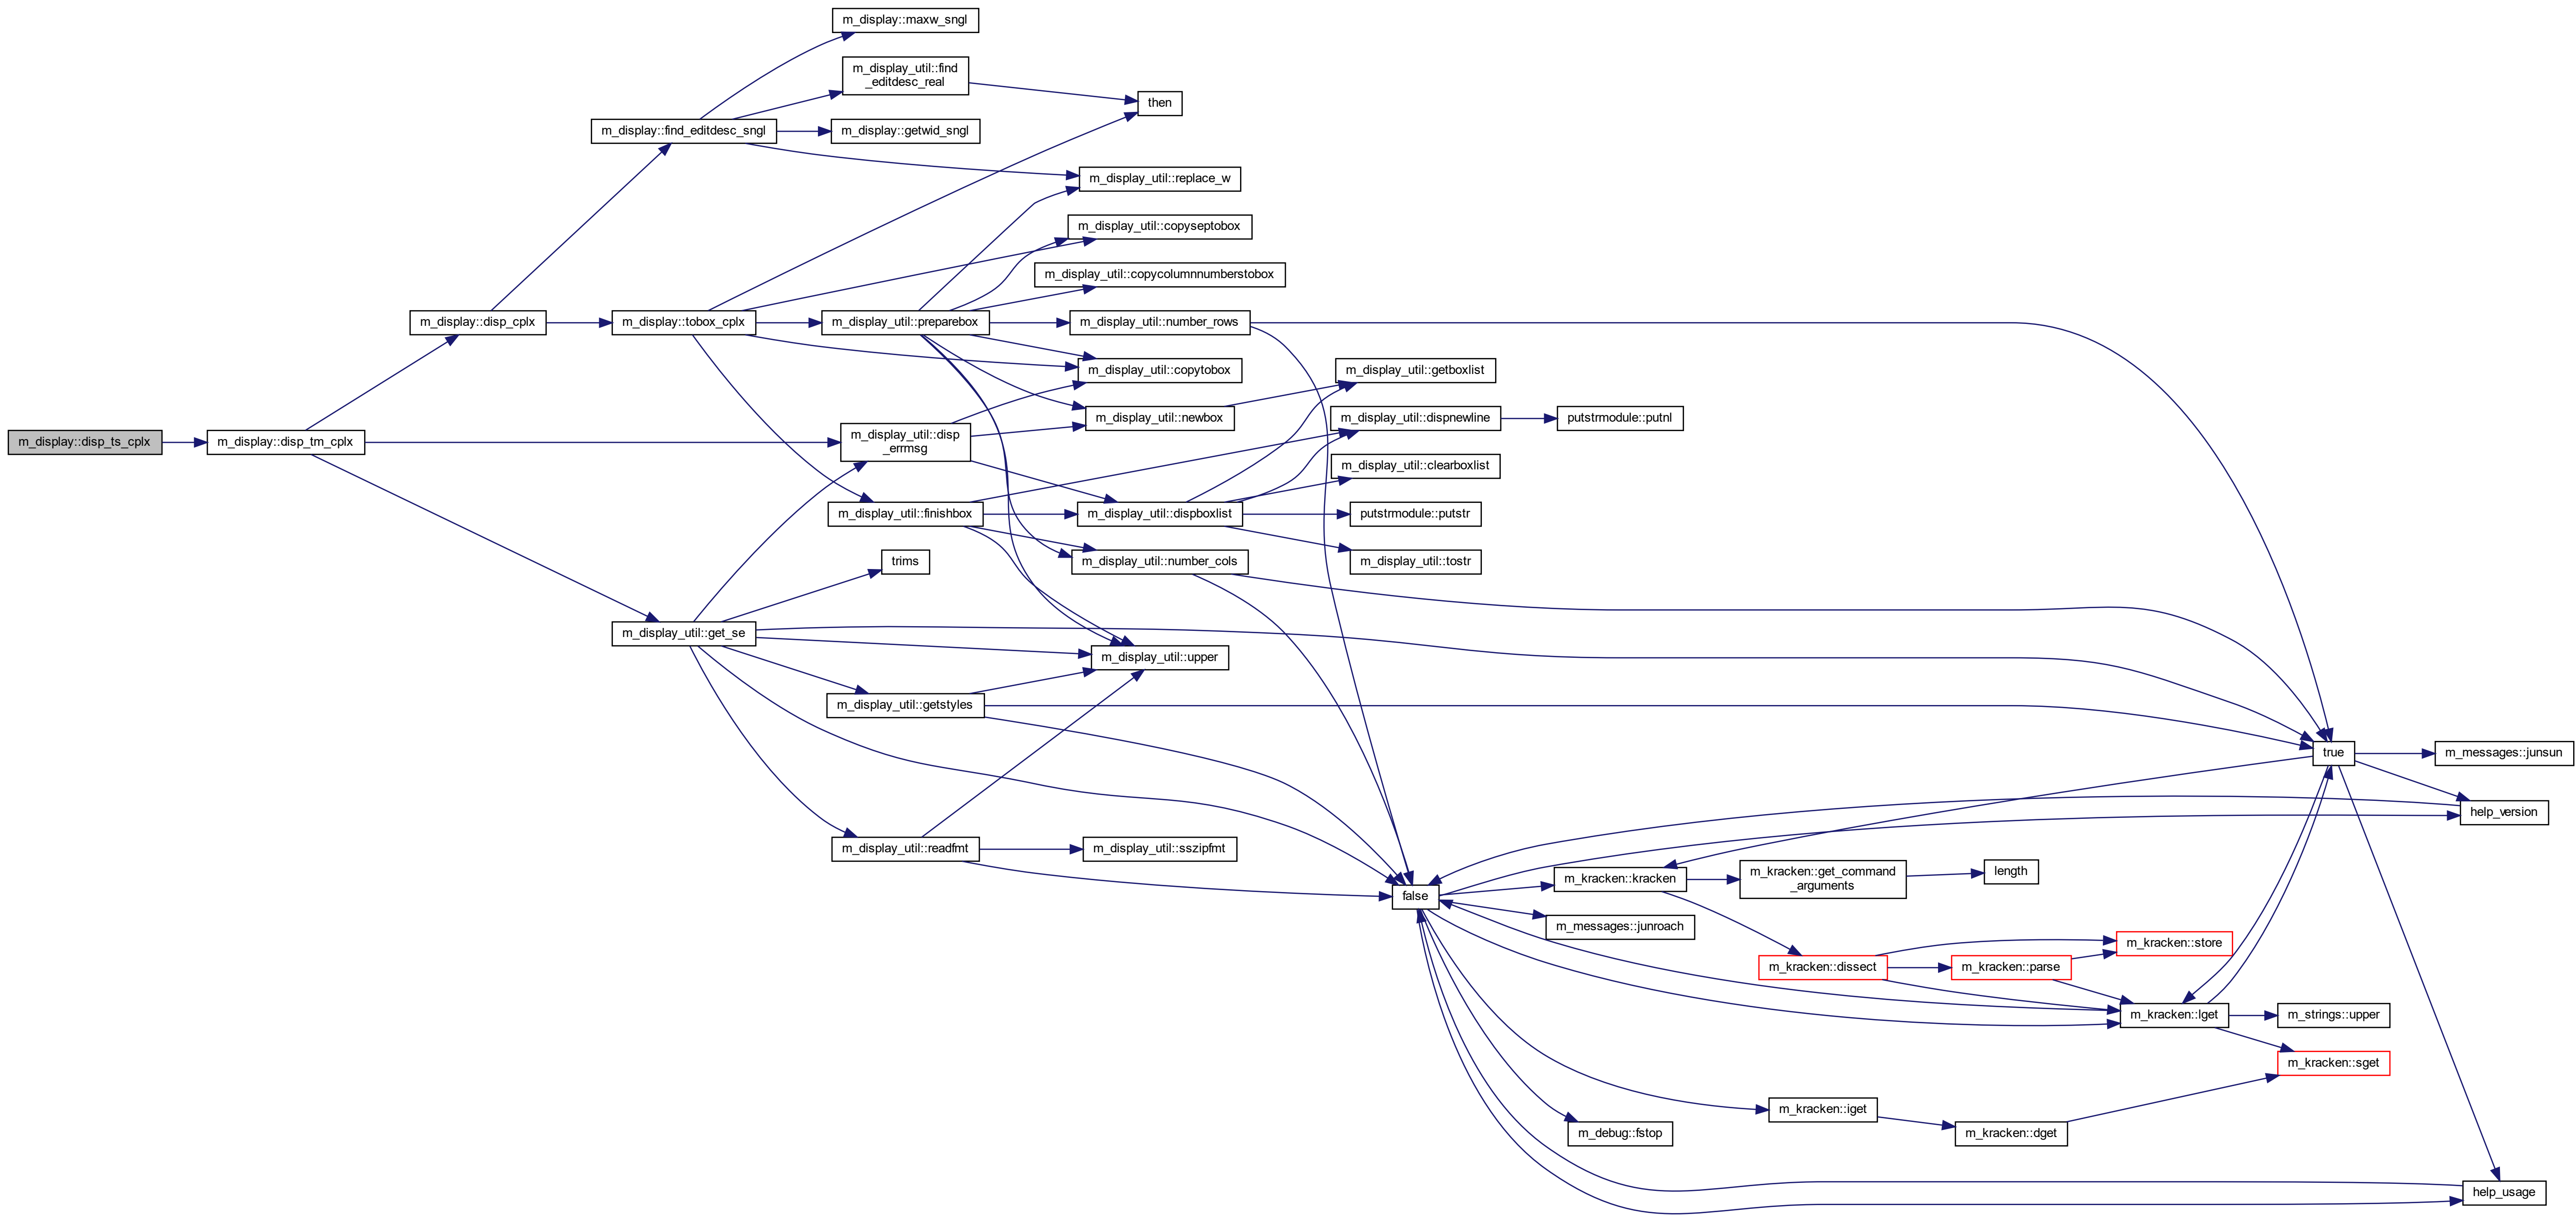 m_display::maxw_sngl
m_display_util::find
_editdesc_real
then
m_display::find_editdesc_sngl
m_display::getwid_sngl
m_display_util::replace_w
m_display_util::copyseptobox
m_display_util::copycolumnnumberstobox
m_display::disp_cplx
m_display::tobox_cplx
m_display_util::preparebox
m_display_util::number_rows
m_display_util::copytobox
m_display_util::getboxlist
m_display_util::newbox
m_display_util::dispnewline
putstrmodule::putnl
m_display::disp_ts_cplx
m_display::disp_tm_cplx
m_display_util::disp
_errmsg
m_display_util::clearboxlist
m_display_util::finishbox
m_display_util::dispboxlist
putstrmodule::putstr
trims
m_display_util::number_cols
m_display_util::tostr
m_display_util::get_se
m_display_util::upper
m_display_util::getstyles
true
m_messages::junsun
help_version
m_display_util::readfmt
m_display_util::sszipfmt
false
m_kracken::kracken
m_kracken::get_command
_arguments
length
m_messages::junroach
m_kracken::store
m_kracken::dissect
m_kracken::parse
m_kracken::lget
m_strings::upper
m_kracken::sget
m_kracken::iget
m_debug::fstop
m_kracken::dget
help_usage